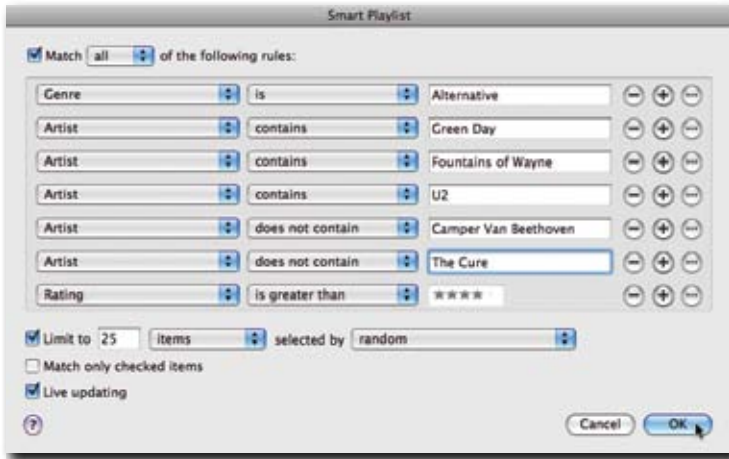 Smart Playlist
Match all of the following rules:
Genre is Alternative
Artist contains Green Day
Artist contains Fountains of Wayne
Artist contains U2
Artist does not contain Camper Van Beethoven
Artist does not contain The Cure
Rating is greater than ★★★★
Limit to 25 items selected by random
Match only checked items
Live updating
? Cancel OK